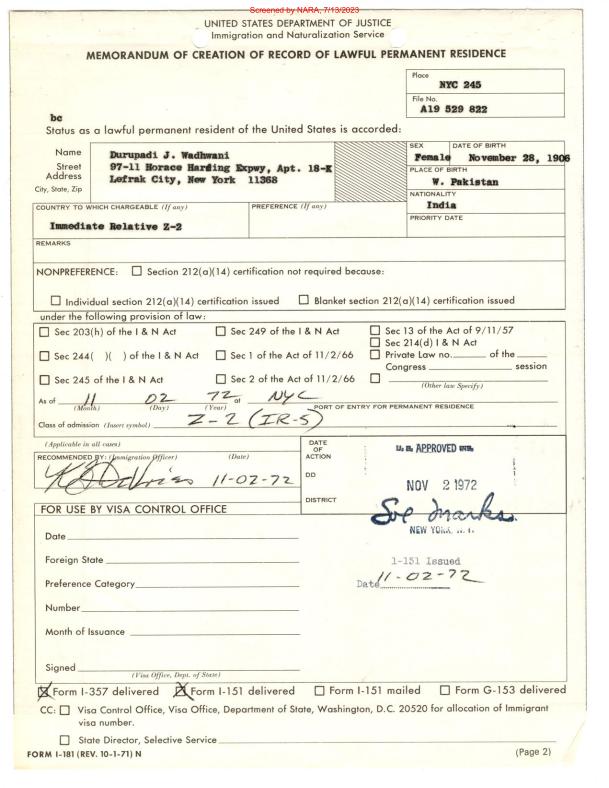 Screened by NARA, 7/13/2023
UNITED STATES DEPARTMENT OF JUSTICE
Immigration and Naturalization Service
MEMORANDUM OF CREATION OF RECORD OF LAWFUL PERMANENT RESIDENCE
Place
NYC 245
File No.
A19 529 822
bc
Status as a lawful permanent resident of the United States is accorded:
Name Durupadi J. Wadhwani
Street Address 97-11 Horace Harding Expwy, Apt. 18-K
City, State, Zip Lefrak City, New York 11368
SEX Female
DATE OF BIRTH November 28, 1906
PLACE OF BIRTH
W. Pakistan
NATIONALITY
India
COUNTRY TO WHICH CHARGEABLE (If any)
Immediate Relative Z-2
PREFERENCE (If any)
PRIORITY DATE
REMARKS
NONPREFERENCE: Section 212(a)(14) certification not required because:
Individual section 212(a)(14) certification issued Blanket section 212(a)(14) certification issued
under the following provision of law:
Sec 203(h) of the I & N Act Sec 249 of the I & N Act Sec 13 of the Act of 9/11/57
Sec 214(d) I & N Act
Sec 244( )( ) of the I & N Act Sec 1 of the Act of 11/2/66 Private Law no. of the
Congress session
Sec 245 of the I & N Act Sec 2 of the Act of 11/2/66
(Other law Specify)
As of 11 02 72 at NYC
(Month) (Day) (Year) PORT OF ENTRY FOR PERMANENT RESIDENCE
Class of admission (Insert symbol) Z-2 (IR-5)
(Applicable in all cases)
RECOMMENDED BY: (Immigration Officer) (Date)
11-02-72
DATE OF ACTION
DD
DISTRICT
APPROVED
NOV 2 1972
Sol Marks
NEW YORK, N.Y.
FOR USE BY VISA CONTROL OFFICE
Date
Foreign State
Preference Category
Number
Month of Issuance
Signed
(Visa Office, Dept. of State)
1-151 Issued
Date 11-02-72
Form I-357 delivered Form I-151 delivered Form I-151 mailed Form G-153 delivered
CC: Visa Control Office, Visa Office, Department of State, Washington, D.C. 20520 for allocation of Immigrant
visa number.
State Director, Selective Service
FORM I-181 (REV. 10-1-71) N
(Page 2)